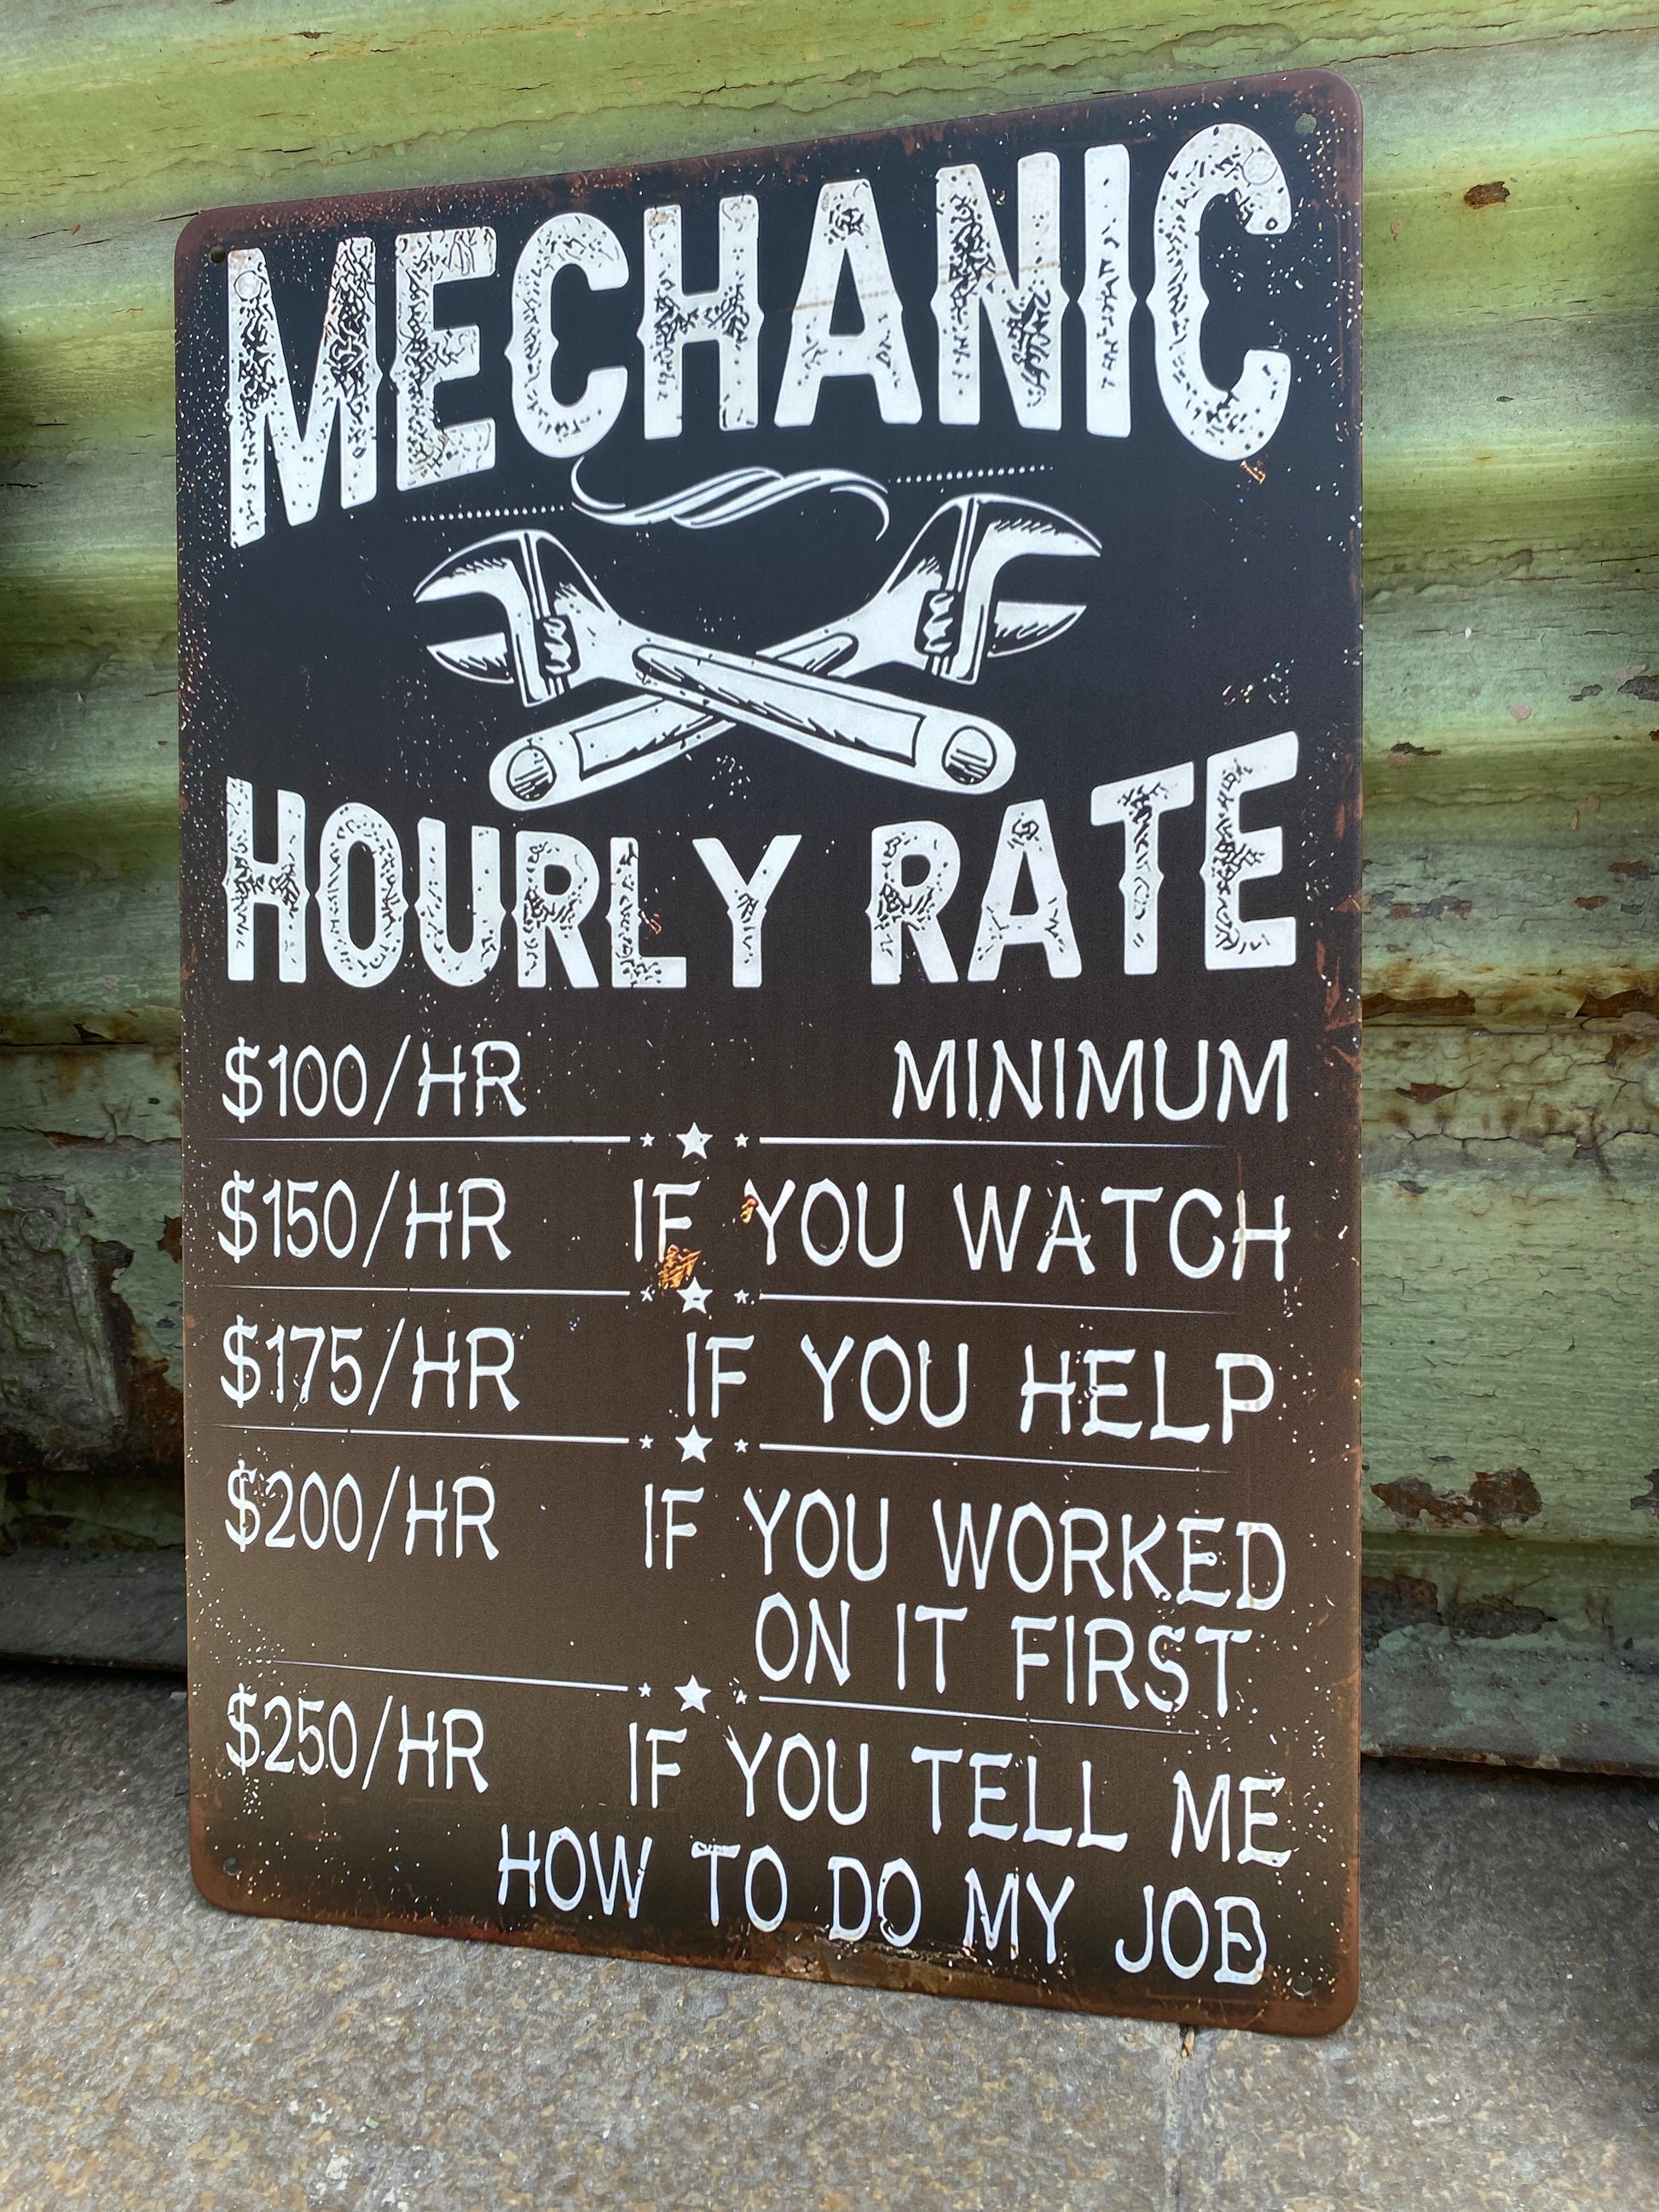 MECHANIC
HOURLY RATE
$100/HR MINIMUM
$150/HR IF YOU WATCH
$175/HR IF YOU HELP
$200/HR IF YOU WORKED
ON IT FIRST
$250/HR IF YOU TELL ME
HOW TO DO MY JOB